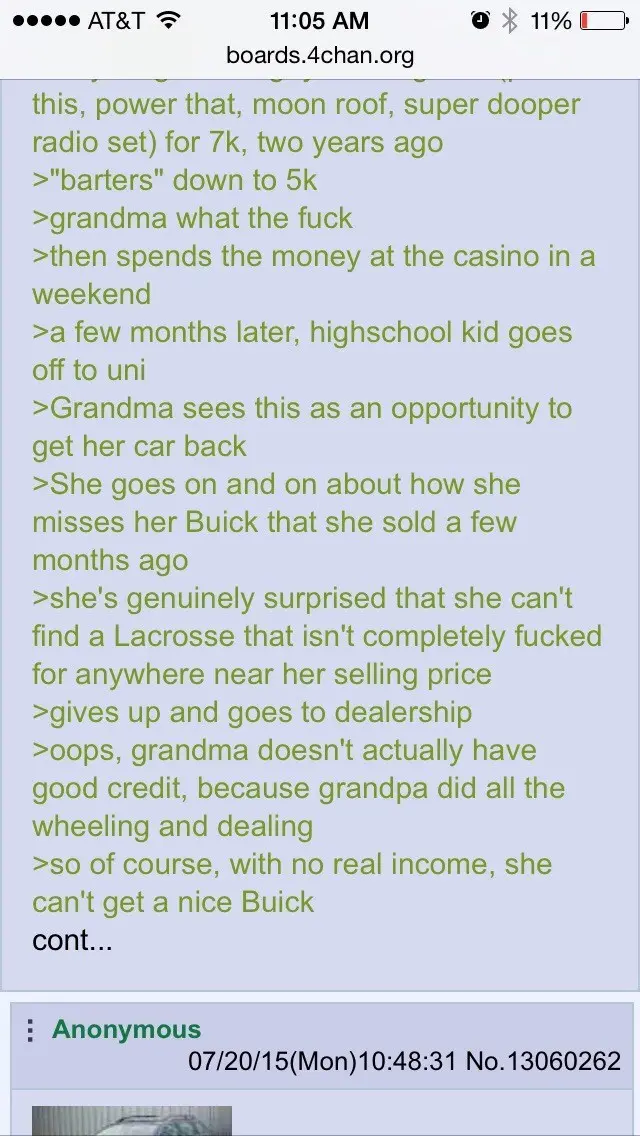 AT&T 11:05 AM 11%
boards.4chan.org
this, power that, moon roof, super dooper
radio set) for 7k, two years ago
>"barters" down to 5k
>grandma what the fuck
>then spends the money at the casino in a
weekend
>a few months later, highschool kid goes
off to uni
>Grandma sees this as an opportunity to
get her car back
>She goes on and on about how she
misses her Buick that she sold a few
months ago
>she's genuinely surprised that she can't
find a Lacrosse that isn't completely fucked
for anywhere near her selling price
>gives up and goes to dealership
>oops, grandma doesn't actually have
good credit, because grandpa did all the
wheeling and dealing
>so of course, with no real income, she
can't get a nice Buick
cont...
Anonymous
07/20/15(Mon)10:48:31 No.13060262